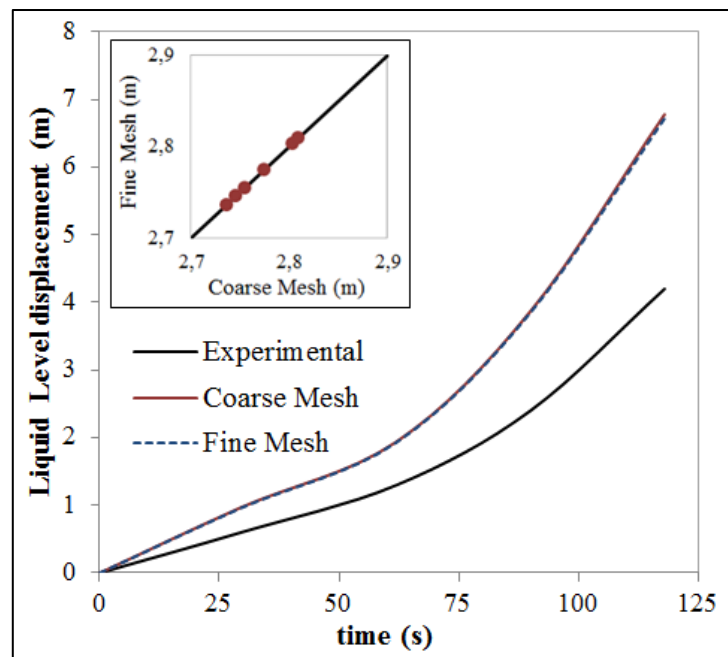 8
7
6
5
4
3
2
1
0
Liquid Level displacement (m)
2,9
2,8
2,7
Fine Mesh (m)
2,7 2,8 2,9
Coarse Mesh (m)
Experimental
Coarse Mesh
Fine Mesh
0 25 50 75 100 125
time (s)